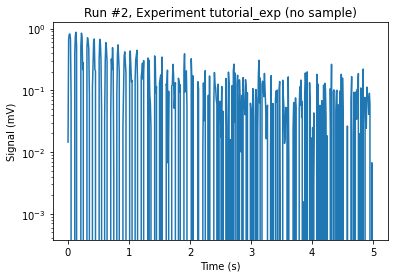 Run #2, Experiment tutorial_exp (no sample)
10⁰
10⁻¹
10⁻²
10⁻³
Signal (mV)
0 1 2 3 4 5
Time (s)